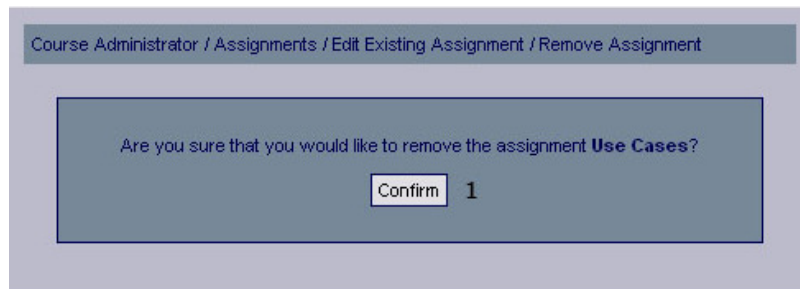 Course Administrator / Assignments / Edit Existing Assignment / Remove Assignment
Are you sure that you would like to remove the assignment Use Cases?
Confirm 1